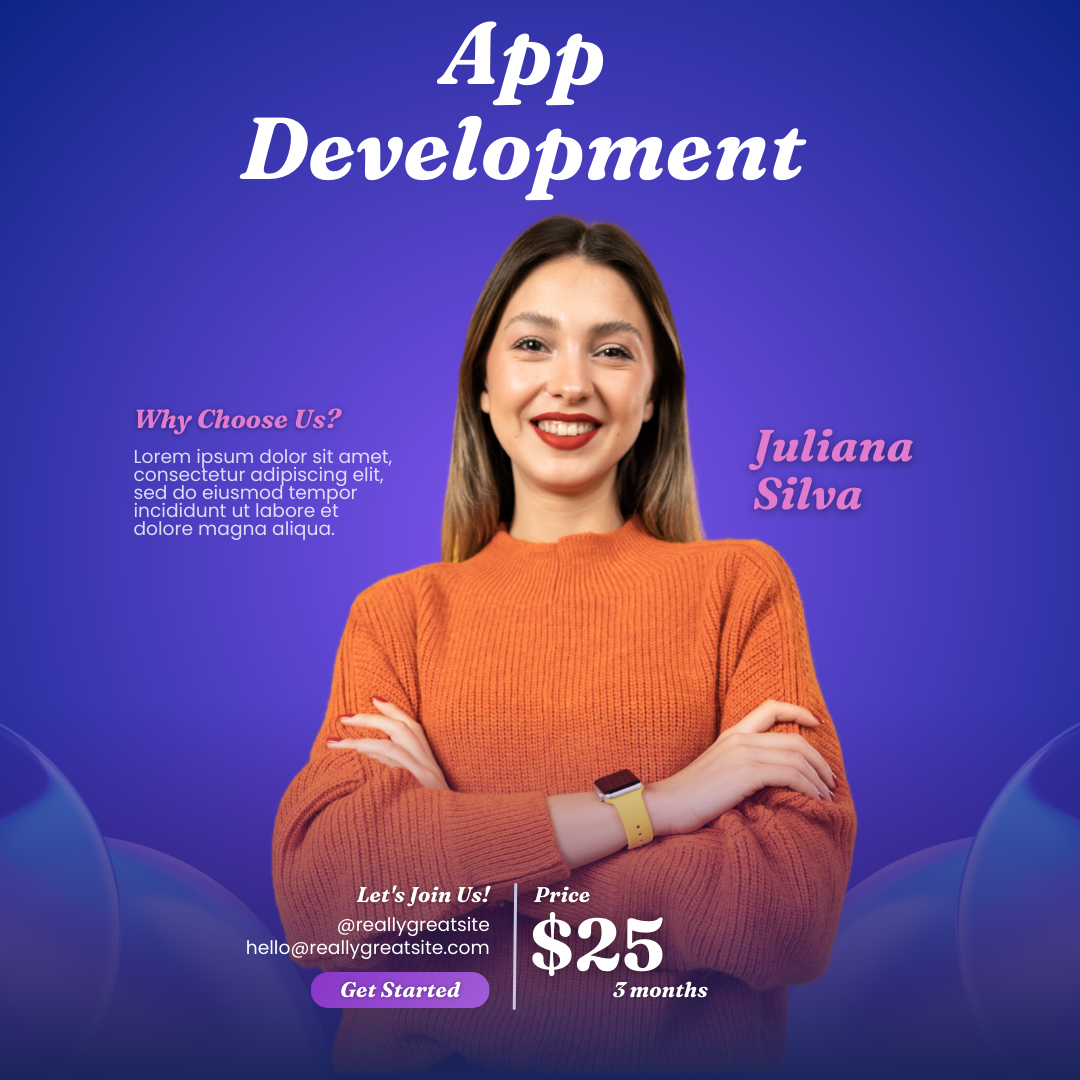 App
Development
Why Choose Us?
Lorem ipsum dolor sit amet,
consectetur adipiscing elit,
sed do eiusmod tempor
incididunt ut labore et
dolore magna aliqua.
Juliana
Silva
Let's Join Us!
@reallygreatsite
hello@reallygreatsite.com
Get Started
Price
$25
3 months